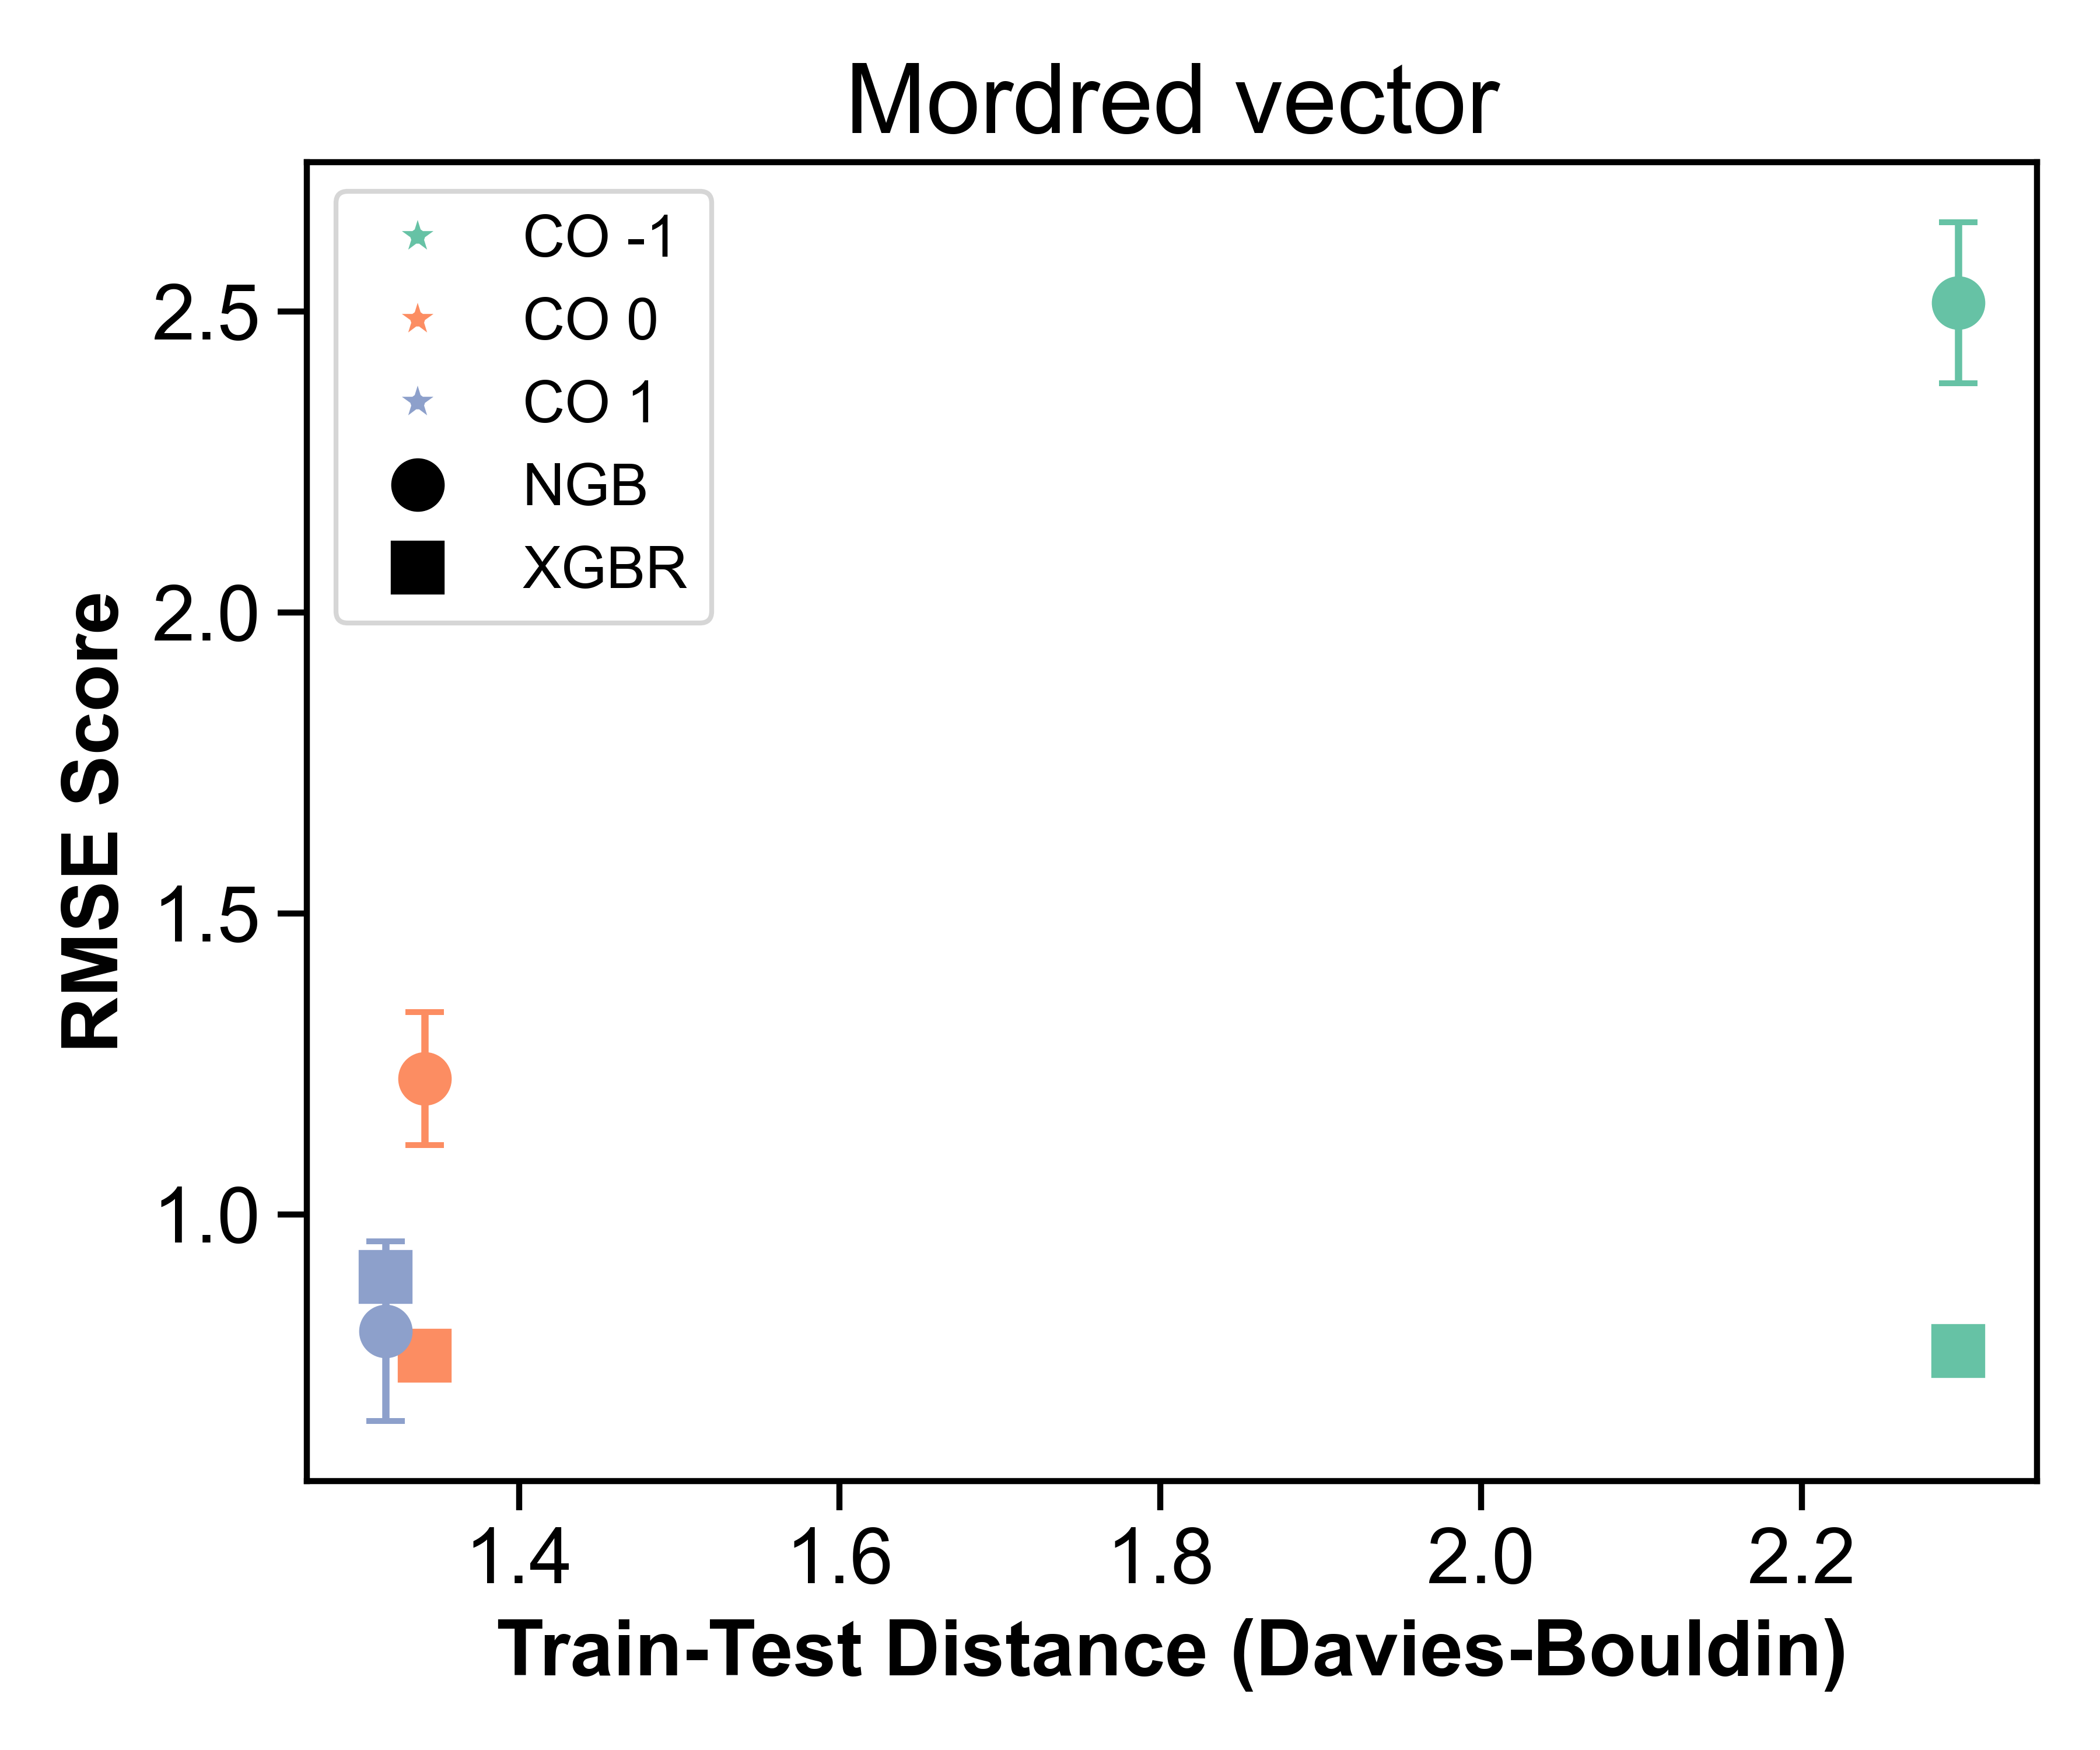 Mordred vector
CO -1
CO 0
CO 1
NGB
XGBR
RMSE Score
2.5
2.0
1.5
1.0
1.4 1.6 1.8 2.0 2.2
Train-Test Distance (Davies-Bouldin)